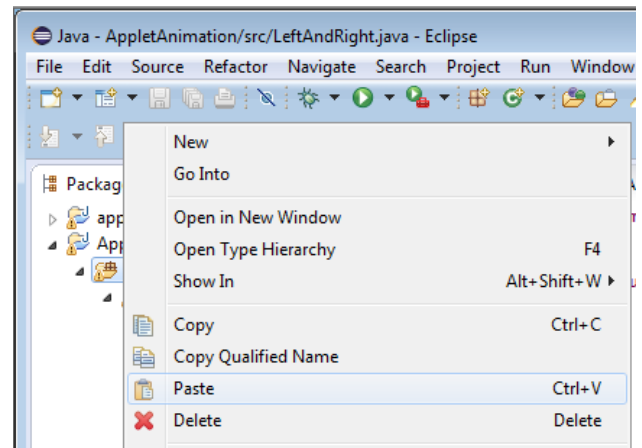 Java - AppletAnimation/src/LeftAndRight.java - Eclipse
File Edit Source Refactor Navigate Search Project Run Window
New
Go Into
Packag
app
App
Open in New Window
Open Type Hierarchy F4
Show In Alt+Shift+W
Copy Ctrl+C
Copy Qualified Name
Paste Ctrl+V
Delete Delete